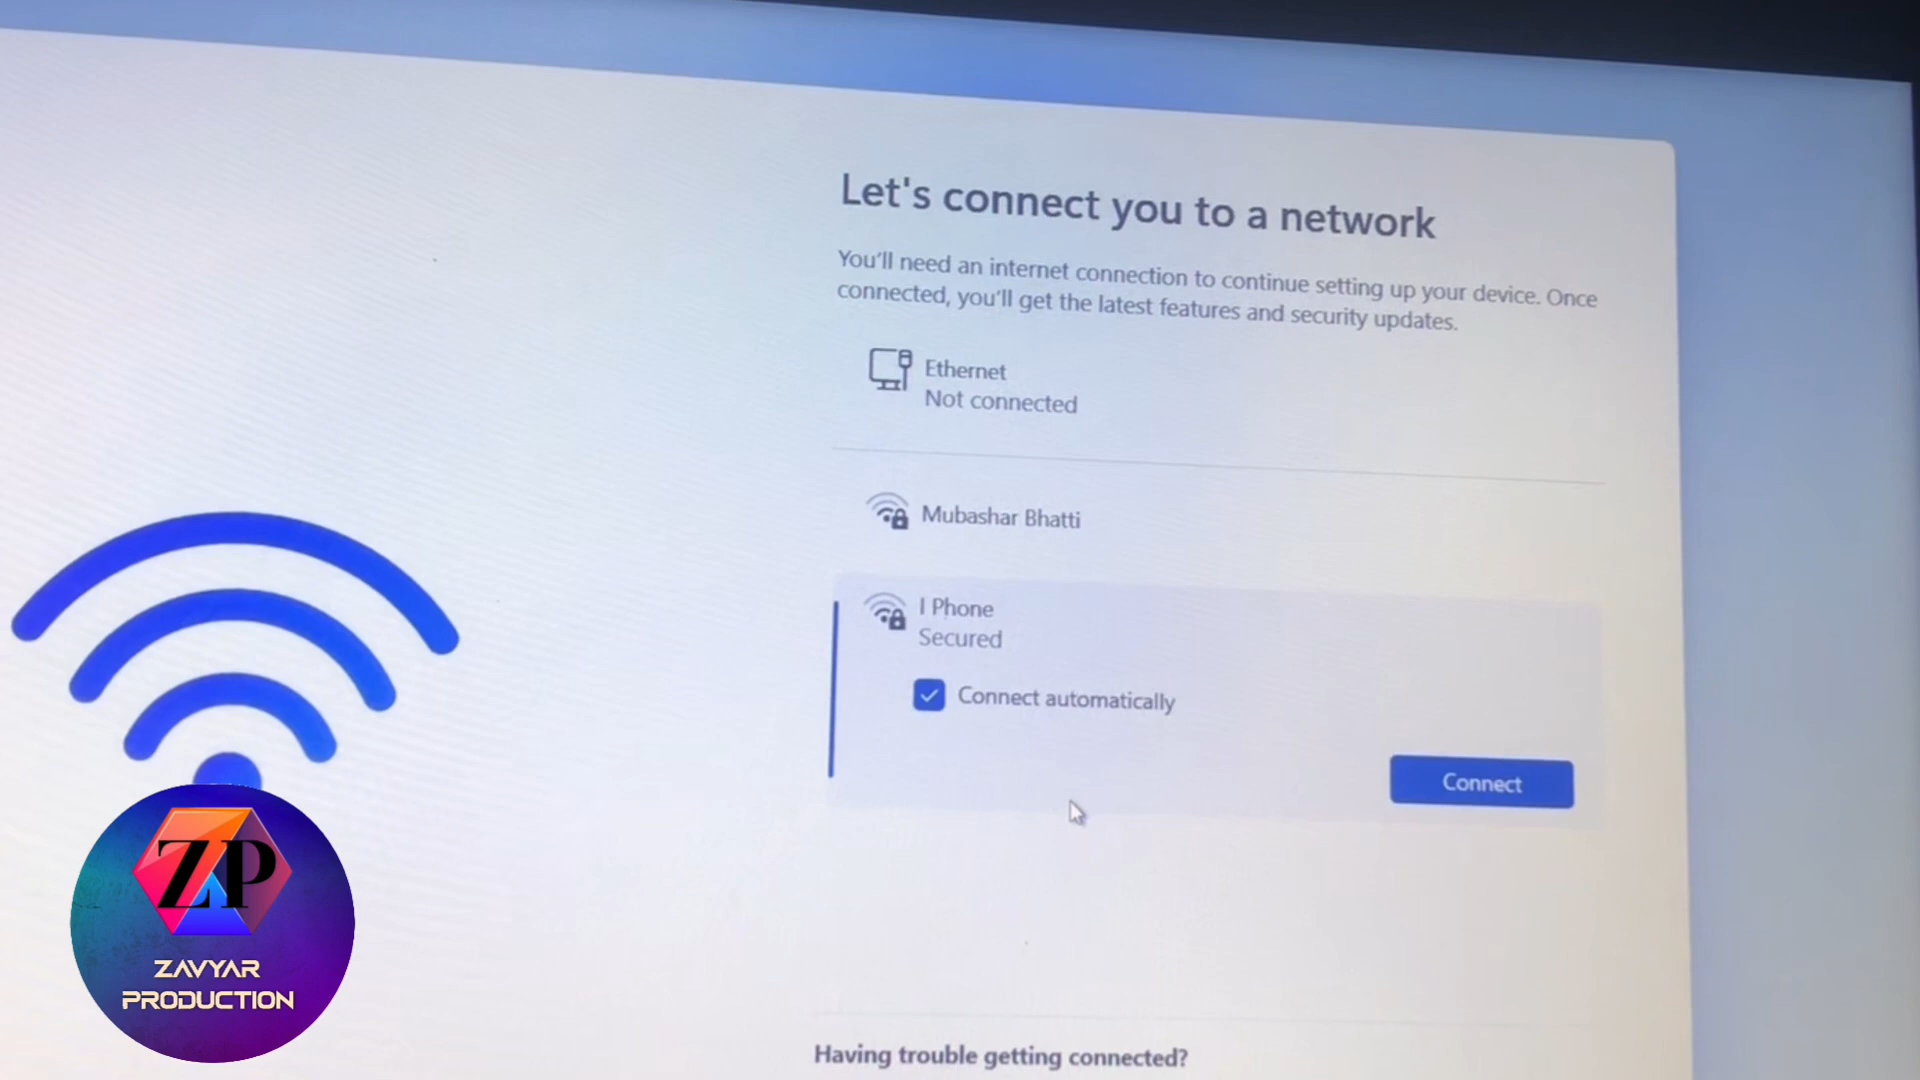 Let's connect you to a network
You'll need an internet connection to continue setting up your device. Once
connected, you'll get the latest features and security updates.
Ethernet
Not connected
Mubashar Bhatti
I Phone
Secured
Connect automatically
Connect
ZP
ZAVYAR
PRODUCTION
Having trouble getting connected?